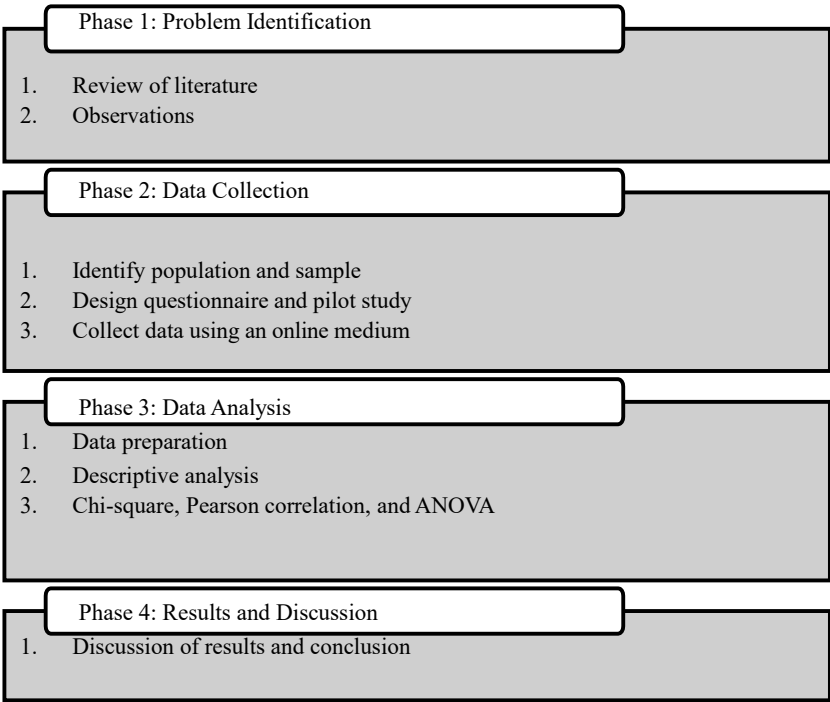 Phase 1: Problem Identification
1. Review of literature
2. Observations
Phase 2: Data Collection
1. Identify population and sample
2. Design questionnaire and pilot study
3. Collect data using an online medium
Phase 3: Data Analysis
1. Data preparation
2. Descriptive analysis
3. Chi-square, Pearson correlation, and ANOVA
Phase 4: Results and Discussion
1. Discussion of results and conclusion